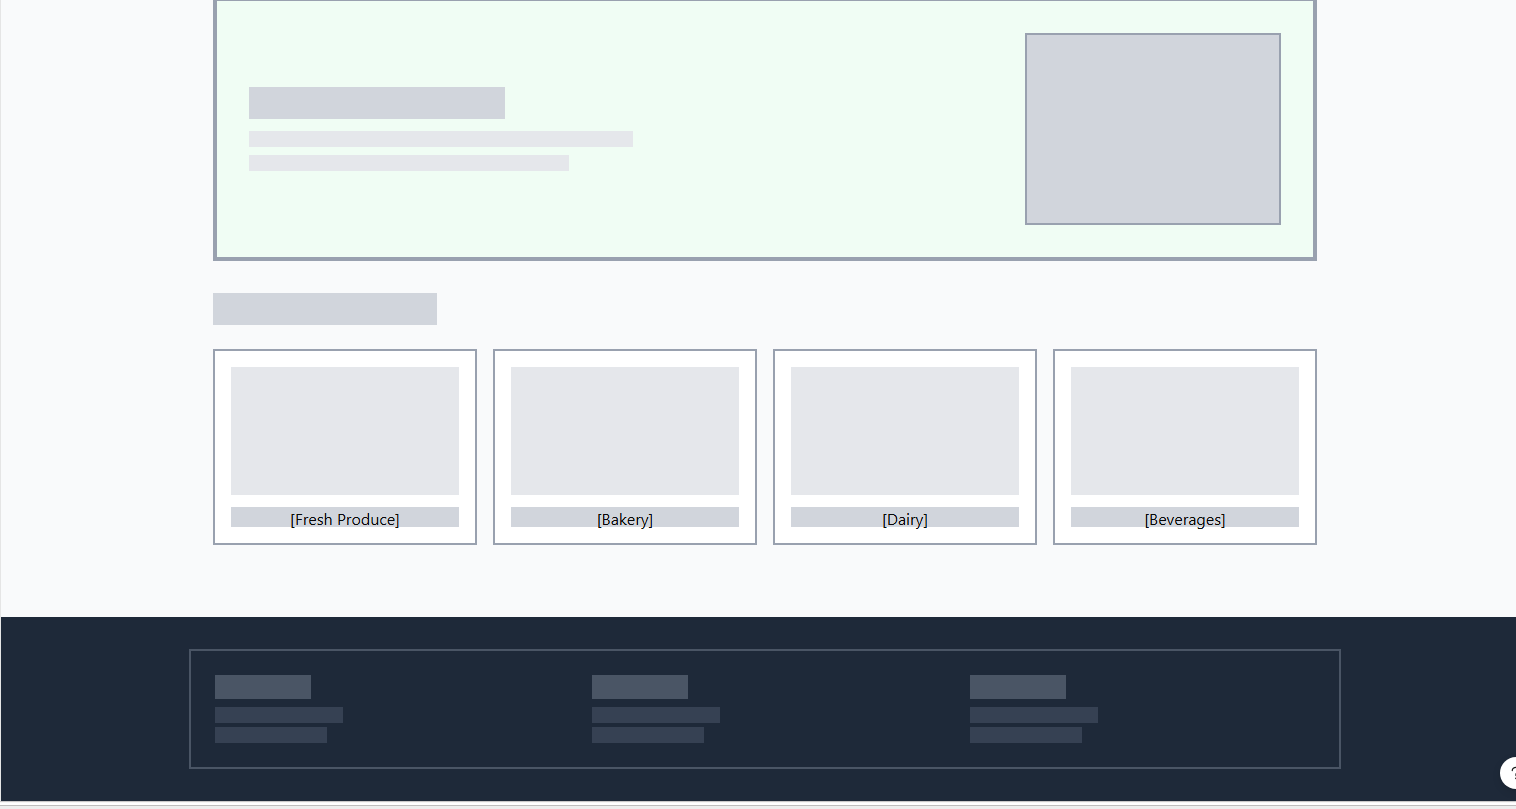 [Fresh Produce]
[Bakery]
[Dairy]
[Beverages]
?